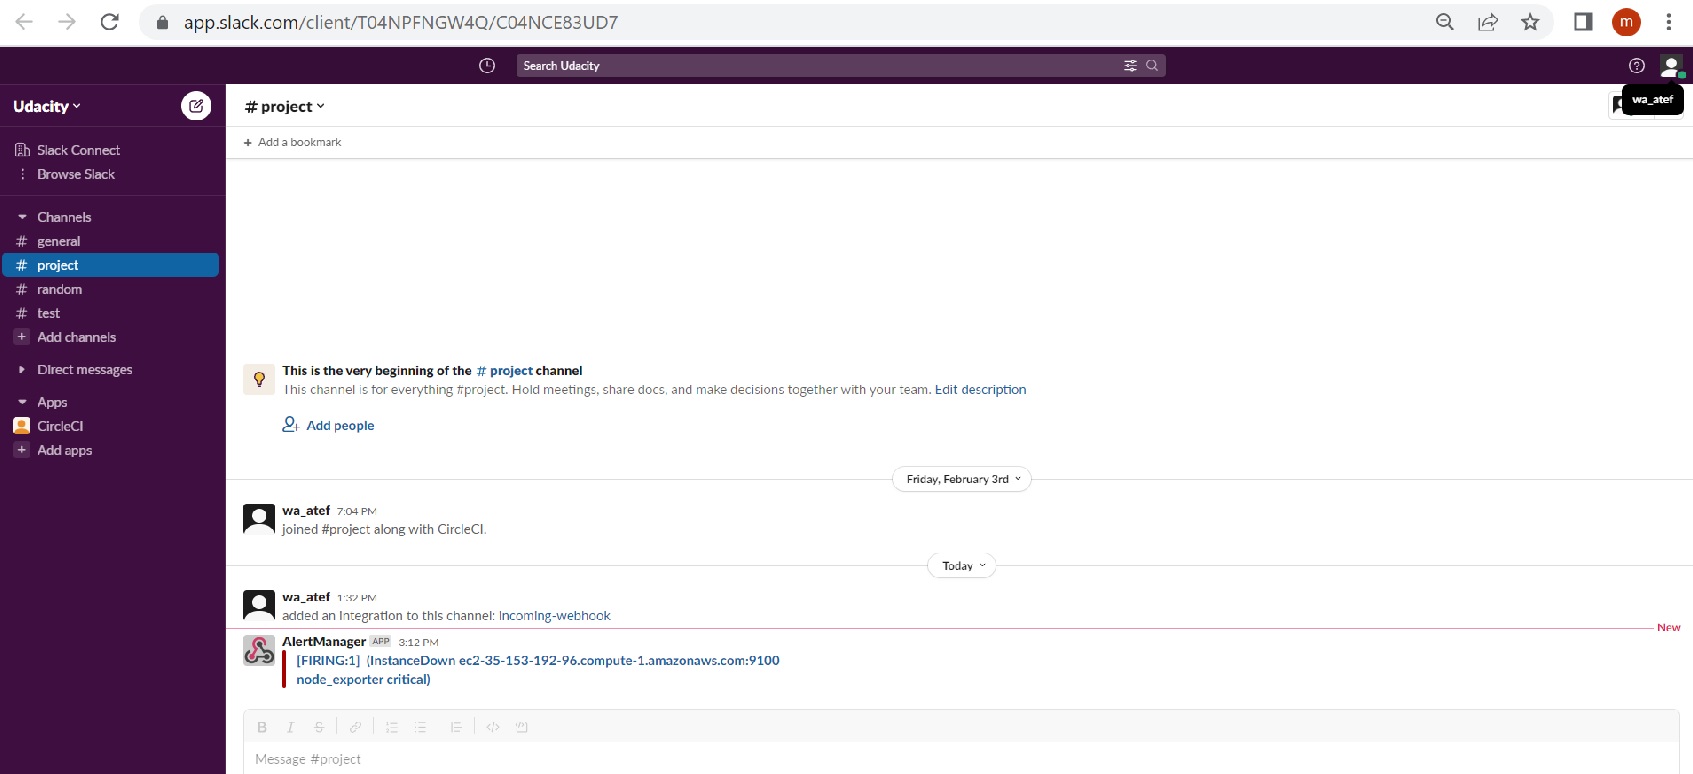 app.slack.com/client/T04NPFNGW4Q/C04NCE83UD7
m
Search Udacity
Udacity
# project
wa_atef
+ Add a bookmark
Slack Connect
Browse Slack
Channels
# general
# project
# random
# test
+ Add channels
Direct messages
Apps
CircleCI
+ Add apps
This is the very beginning of the # project channel
This channel is for everything #project. Hold meetings, share docs, and make decisions together with your team. Edit description
Add people
Friday, February 3rd
wa_atef 7:04 PM
joined #project along with CircleCI.
Today
wa_atef 1:32 PM
added an integration to this channel: incoming-webhook
New
AlertManager APP 3:12 PM
[FIRING:1] (InstanceDown ec2-35-153-192-96.compute-1.amazonaws.com:9100
node_exporter critical)
B I S
Message #project